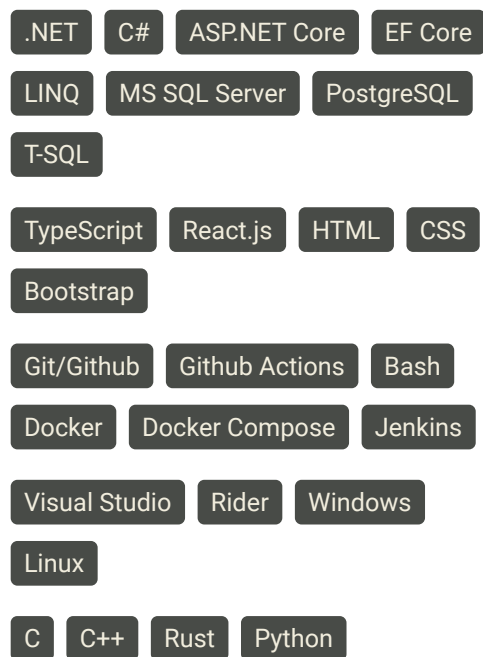 .NET C# ASP.NET Core EF Core
LINQ MS SQL Server PostgreSQL
T-SQL
TypeScript React.js HTML CSS
Bootstrap
Git/Github Github Actions Bash
Docker Docker Compose Jenkins
Visual Studio Rider Windows
Linux
C C++ Rust Python